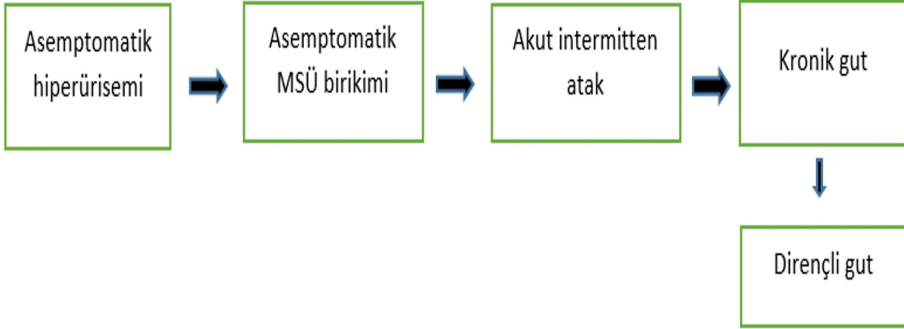 Asemptomatik
hiperürisemi
Asemptomatik
MSÜ birikimi
Akut intermitten
atak
Kronik gut
Dirençli gut